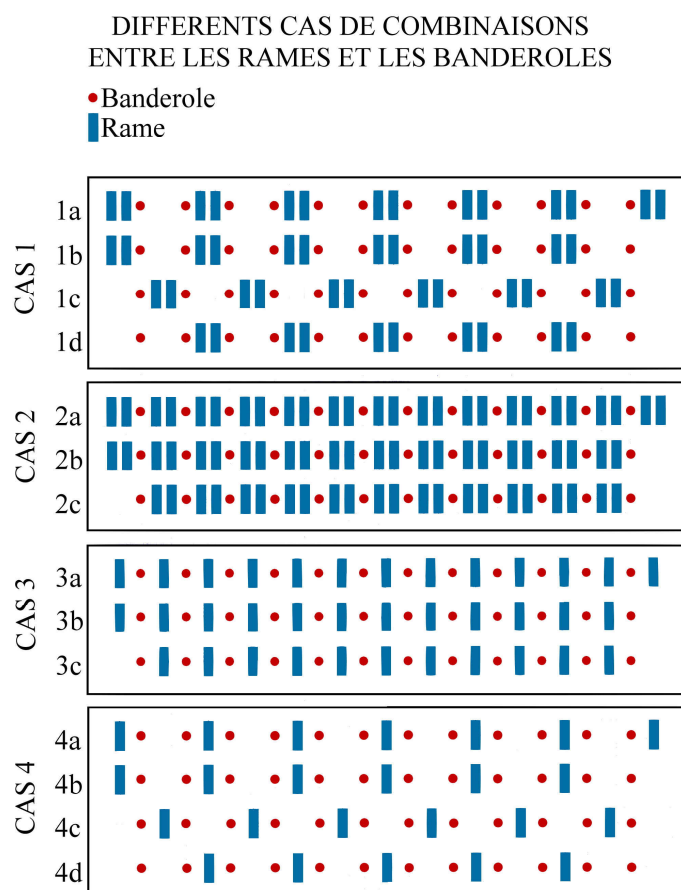 DIFFERENTS CAS DE COMBINAISONS
ENTRE LES RAMES ET LES BANDEROLES
Banderole
Rame
CAS 1
1a
1b
1c
1d
CAS 2
2a
2b
2c
CAS 3
3a
3b
3c
CAS 4
4a
4b
4c
4d